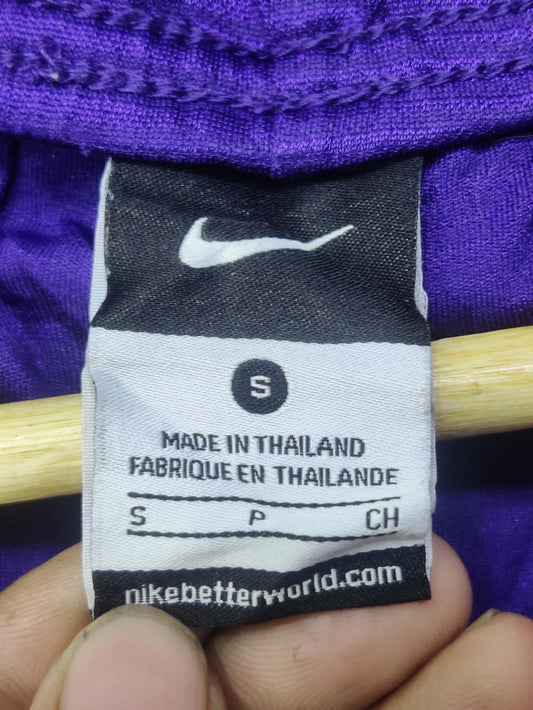 S
MADE IN THAILAND
FABRIQUE EN THAILANDE
S P CH
nikebetterworld.com